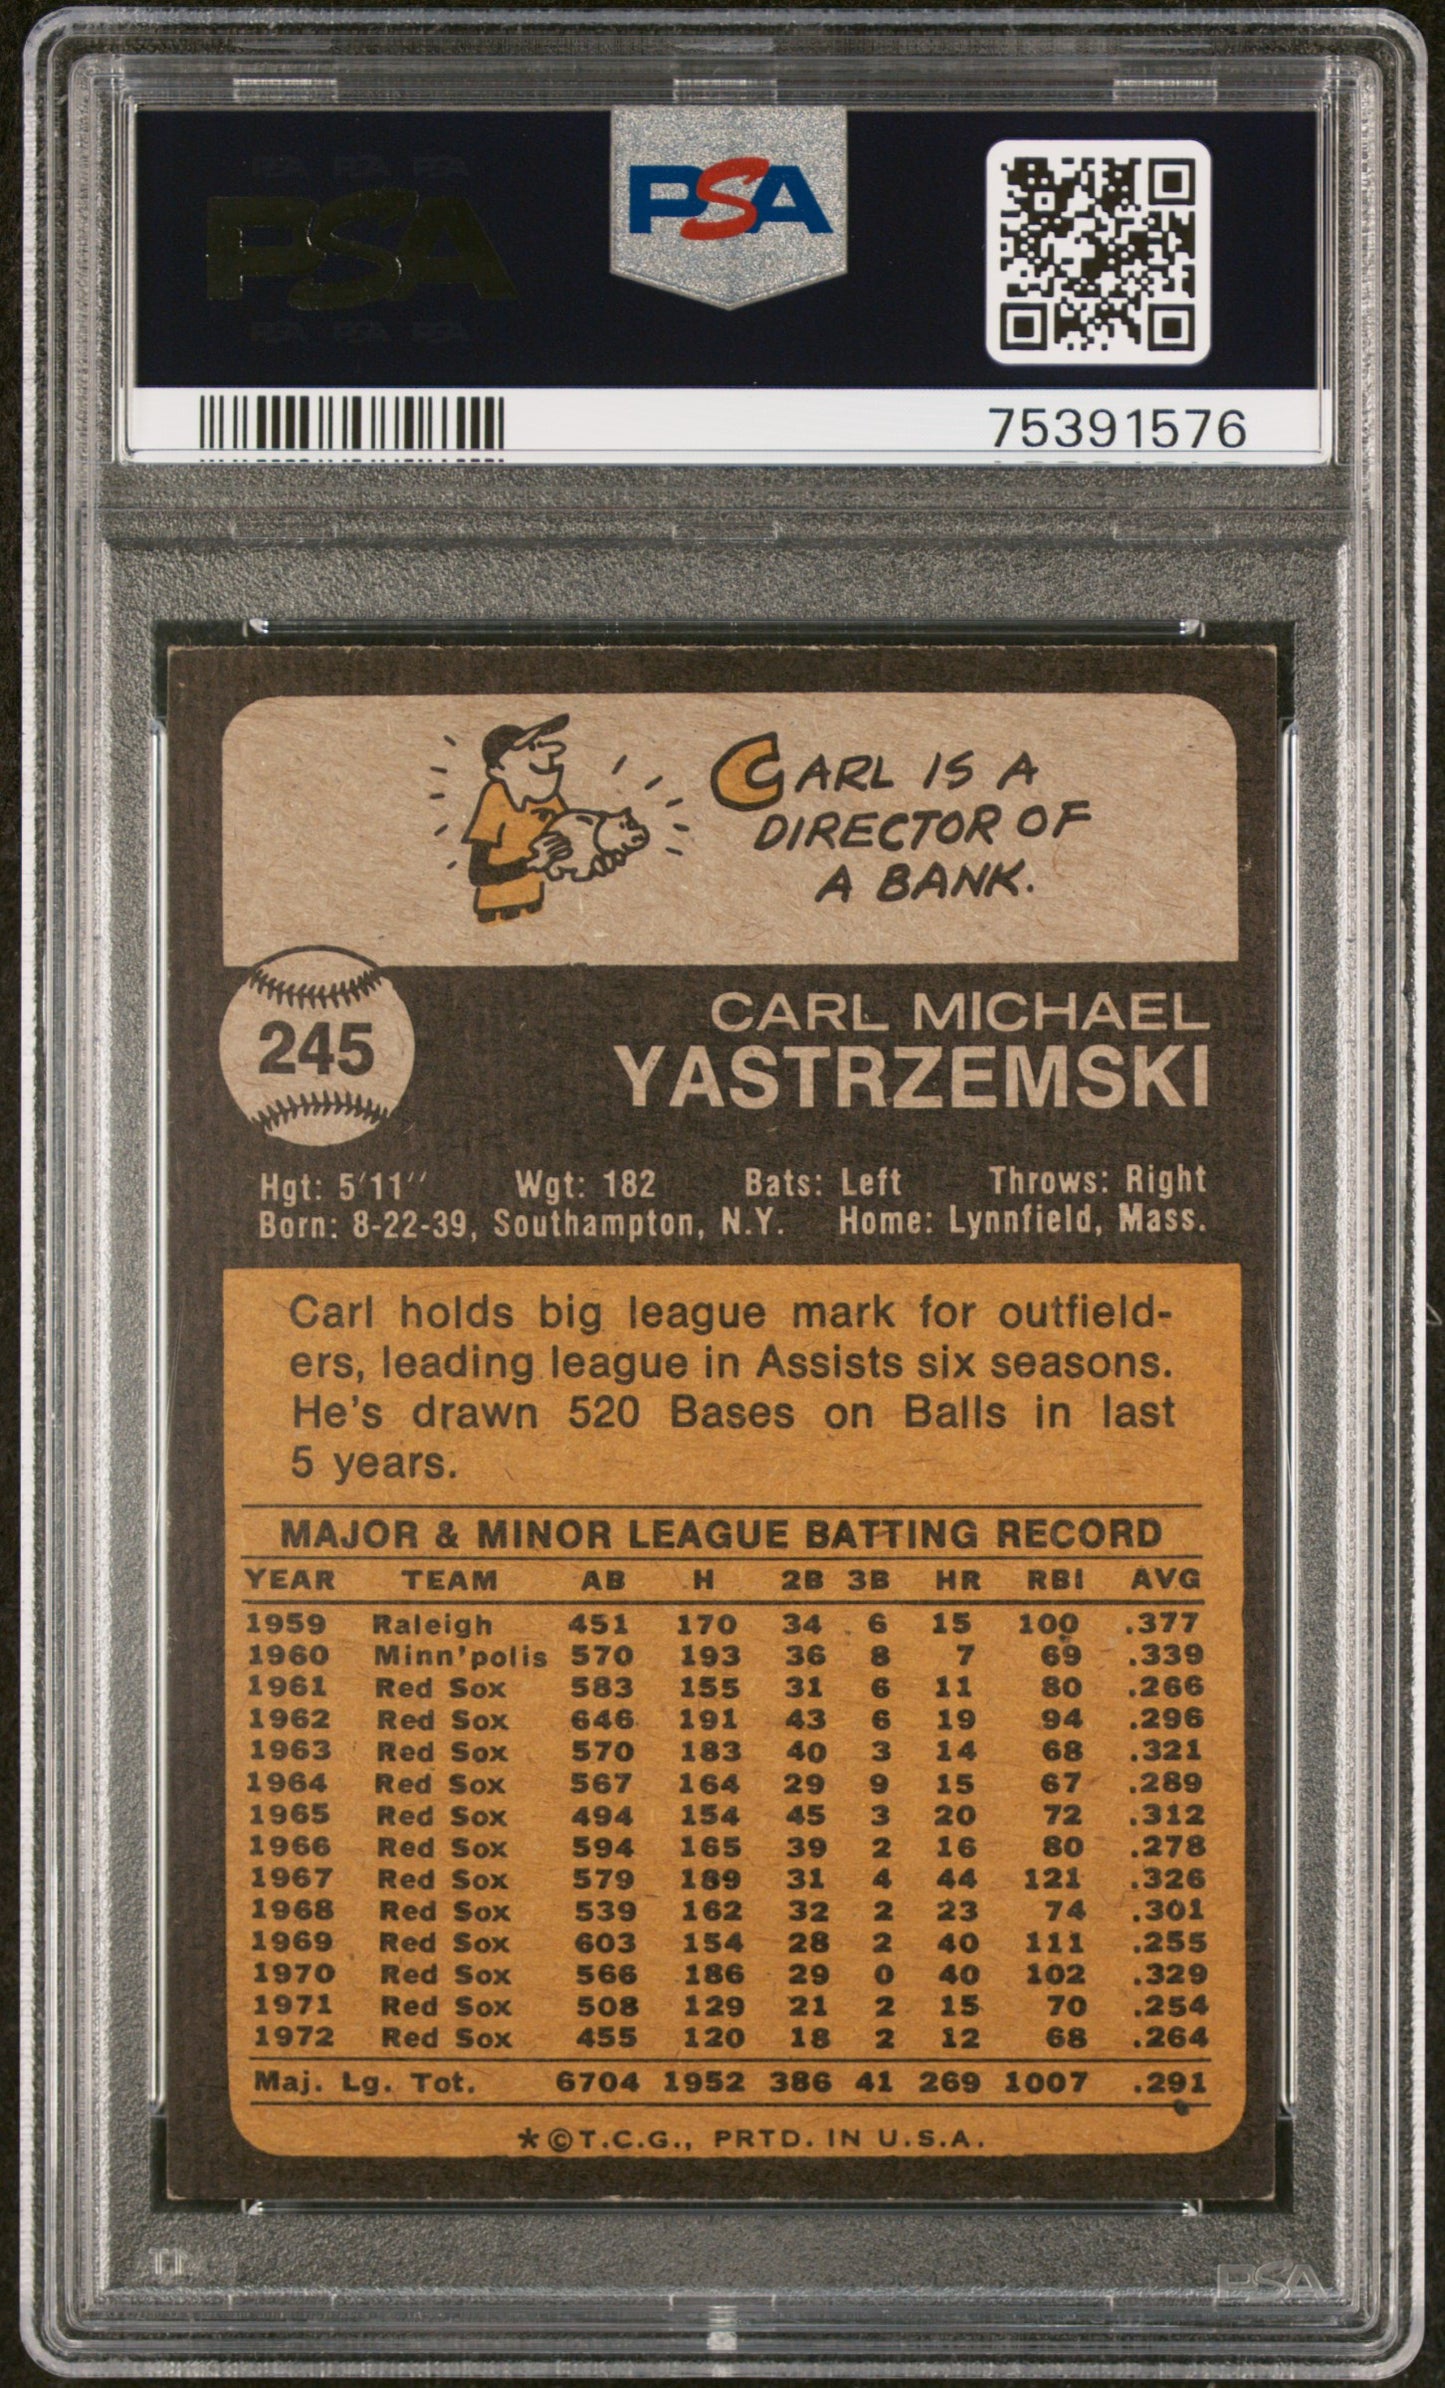 PSA PSA PSA
PSA
PSA PSA PSA
PSA
75391576
CARL IS A
DIRECTOR OF
A BANK.
245
CARL MICHAEL
YASTRZEMSKI
Hgt: 5'11'' Wgt: 182 Bats: Left Throws: Right
Born: 8-22-39, Southampton, N.Y. Home: Lynnfield, Mass.
Carl holds big league mark for outfield-
ers, leading league in Assists six seasons.
He's drawn 520 Bases on Balls in last
5 years.
MAJOR & MINOR LEAGUE BATTING RECORD
YEAR TEAM AB H 2B 3B HR RBI AVG
1959 Raleigh 451 170 34 6 15 100 .377
1960 Minn'polis 570 193 36 8 7 69 .339
1961 Red Sox 583 155 31 6 11 80 .266
1962 Red Sox 646 191 43 6 19 94 .296
1963 Red Sox 570 183 40 3 14 68 .321
1964 Red Sox 567 164 29 9 15 67 .289
1965 Red Sox 494 154 45 3 20 72 .312
1966 Red Sox 594 165 39 2 16 80 .278
1967 Red Sox 579 189 31 4 44 121 .326
1968 Red Sox 539 162 32 2 23 74 .301
1969 Red Sox 603 154 28 2 40 111 .255
1970 Red Sox 566 186 29 0 40 102 .329
1971 Red Sox 508 129 21 2 15 70 .254
1972 Red Sox 455 120 18 2 12 68 .264
Maj. Lg. Tot. 6704 1952 386 41 269 1007 .291
*©T.C.G., PRTD. IN U.S.A.
PSA